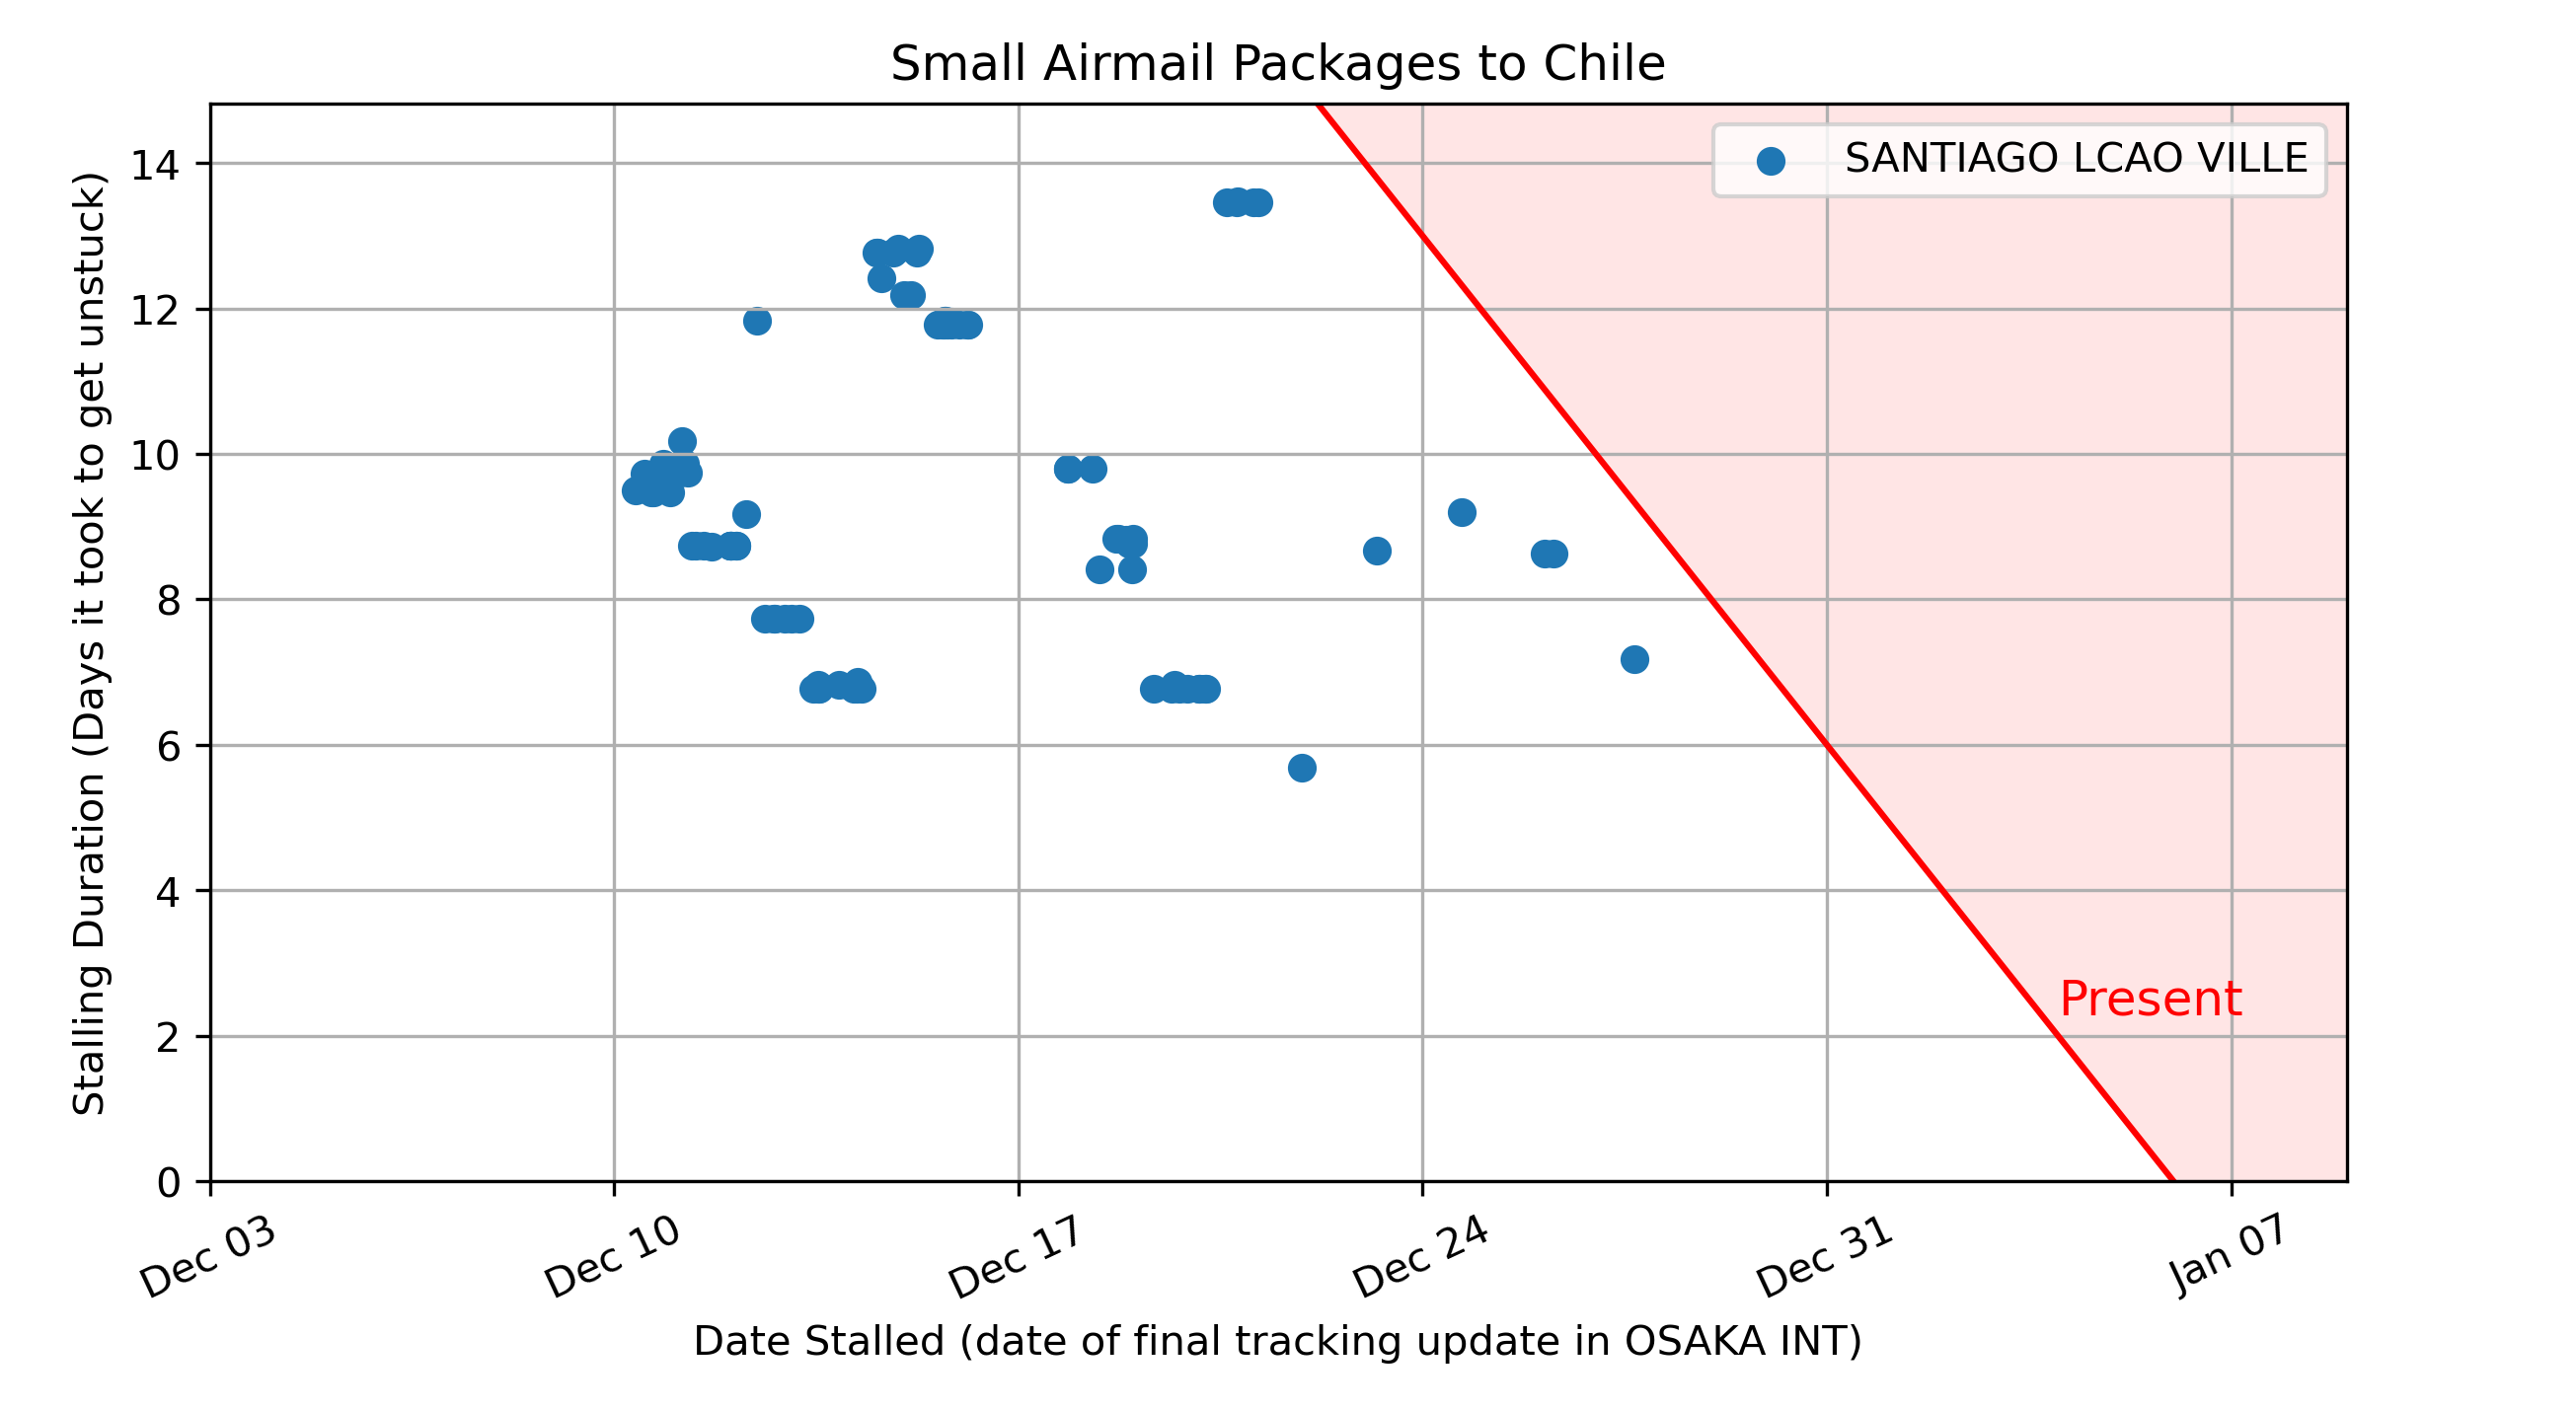 Small Airmail Packages to Chile
SANTIAGO LCAO VILLE
Stalling Duration (Days it took to get unstuck)
14
12
10
8
6
4
2
0
Present
Dec 03
Dec 10
Dec 17
Dec 24
Dec 31
Jan 07
Date Stalled (date of final tracking update in OSAKA INT)